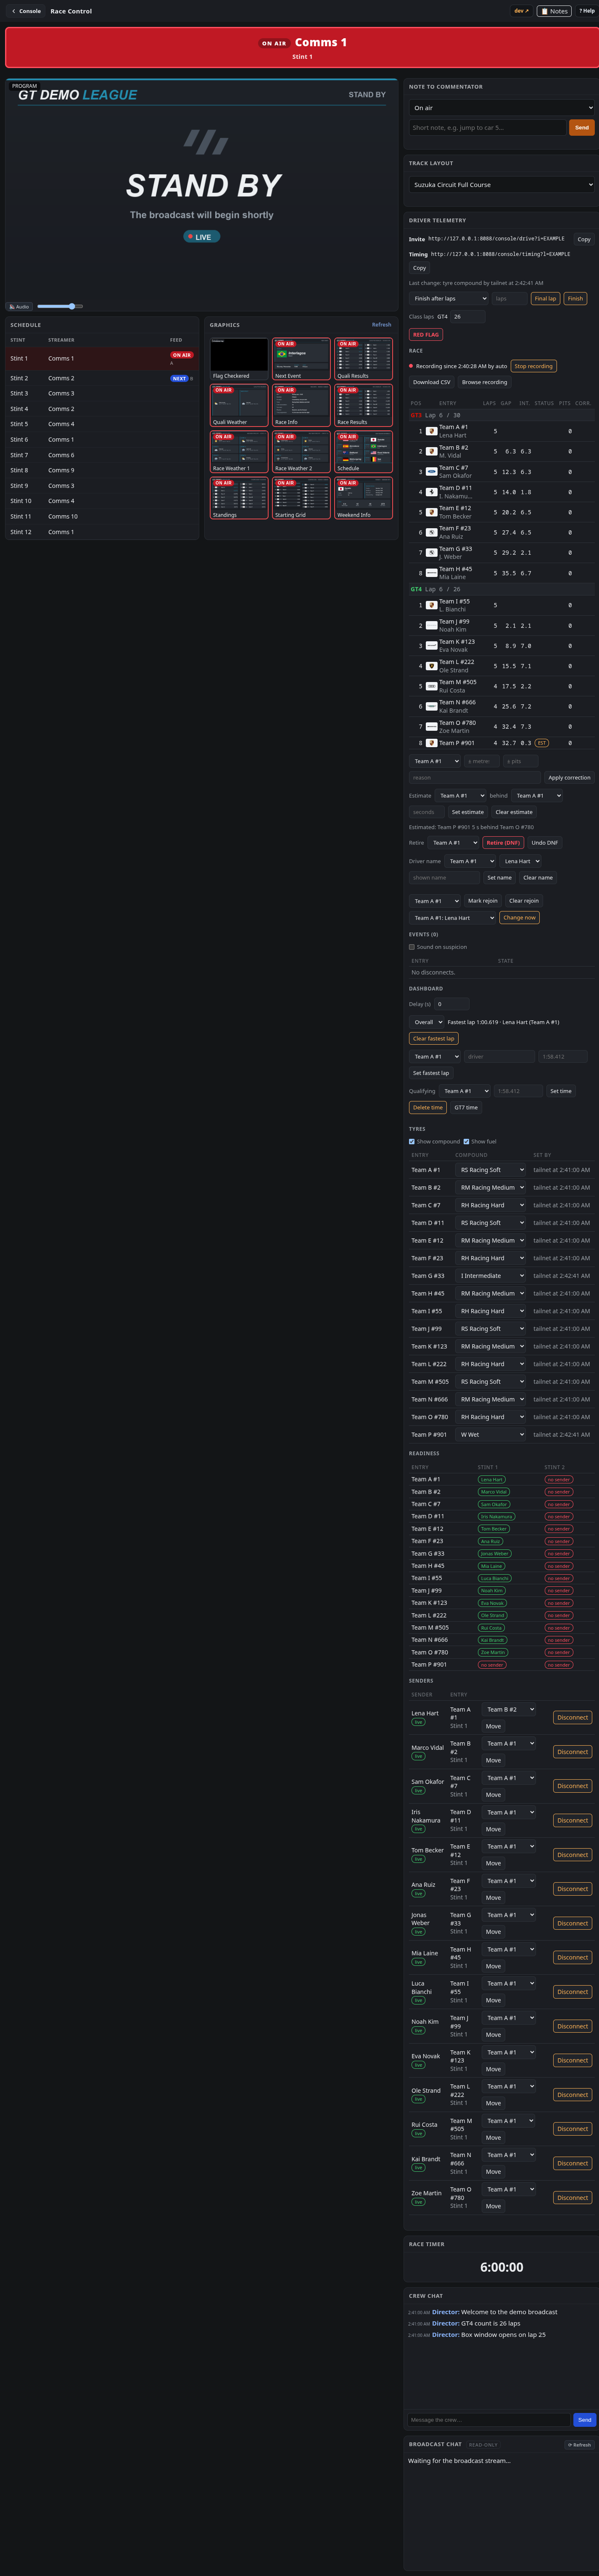 Console
Race Control
dev ↗
Notes
? Help
ON AIR Comms 1
Stint 1
PROGRAM
GT DEMO LEAGUE
STAND BY
STAND BY
The broadcast will begin shortly
LIVE
Audio
SCHEDULE
STINT STREAMER FEED
Stint 1 Comms 1 ON AIR A
Stint 2 Comms 2 NEXT B
Stint 3 Comms 3
Stint 4 Comms 2
Stint 5 Comms 4
Stint 6 Comms 1
Stint 7 Comms 6
Stint 8 Comms 9
Stint 9 Comms 3
Stint 10 Comms 4
Stint 11 Comms 10
Stint 12 Comms 1
GRAPHICS
Refresh
Flag Checkered
ON AIR Next Event
ON AIR Quali Results
ON AIR Quali Weather
ON AIR Race Info
ON AIR Race Results
ON AIR Race Weather 1
ON AIR Race Weather 2
ON AIR Schedule
ON AIR Standings
ON AIR Starting Grid
ON AIR Weekend Info
NOTE TO COMMENTATOR
On air
Short note, e.g. jump to car 5...
Send
TRACK LAYOUT
Suzuka Circuit Full Course
DRIVER TELEMETRY
Invite http://127.0.0.1:8088/console/drive?i=EXAMPLE Copy
Timing http://127.0.0.1:8088/console/timing?l=EXAMPLE
Copy
Last change: tyre compound by tailnet at 2:42:41 AM
Finish after laps laps Final lap Finish
Class laps GT4 26
RED FLAG
RACE
Recording since 2:40:28 AM by auto Stop recording
Download CSV Browse recording
POS ENTRY LAPS GAP INT. STATUS PITS CORR.
GT3 Lap 6 / 30
1 Team A #1 5 0
Lena Hart
2 Team B #2 5 6.3 6.3 0
M. Vidal
3 Team C #7 5 12.3 6.3 0
Sam Okafor
4 Team D #11 5 14.0 1.8 0
I. Nakamu...
5 Team E #12 5 20.2 6.5 0
Tom Becker
6 Team F #23 5 27.4 6.5 0
Ana Ruiz
7 Team G #33 5 29.2 2.1 0
J. Weber
8 Team H #45 5 35.5 6.7 0
Mia Laine
GT4 Lap 6 / 26
1 Team I #55 5 0
L. Bianchi
2 Team J #99 5 2.1 2.1 0
Noah Kim
3 Team K #123 5 8.9 7.0 0
Eva Novak
4 Team L #222 5 15.5 7.1 0
Ole Strand
5 Team M #505 4 17.5 2.2 0
Rui Costa
6 Team N #666 4 25.6 7.2 0
Kai Brandt
7 Team O #780 4 32.4 7.3 0
Zoe Martin
8 Team P #901 4 32.7 0.3 EST 0
Team A #1 ± metres ± pits
reason Apply correction
Estimate Team A #1 behind Team A #1
seconds Set estimate Clear estimate
Estimated: Team P #901 5 s behind Team O #780
Retire Team A #1 Retire (DNF) Undo DNF
Driver name Team A #1 Lena Hart
shown name Set name Clear name
Team A #1 Mark rejoin Clear rejoin
Team A #1: Lena Hart Change now
EVENTS (0)
Sound on suspicion
ENTRY STATE
No disconnects.
DASHBOARD
Delay (s) 0
Overall Fastest lap 1:00.619 · Lena Hart (Team A #1)
Clear fastest lap
Team A #1 driver 1:58.412
Set fastest lap
Qualifying Team A #1 1:58.412 Set time
Delete time GT7 time
TYRES
Show compound Show fuel
ENTRY COMPOUND SET BY
Team A #1 RS Racing Soft tailnet at 2:41:00 AM
Team B #2 RM Racing Medium tailnet at 2:41:00 AM
Team C #7 RH Racing Hard tailnet at 2:41:00 AM
Team D #11 RS Racing Soft tailnet at 2:41:00 AM
Team E #12 RM Racing Medium tailnet at 2:41:00 AM
Team F #23 RH Racing Hard tailnet at 2:41:00 AM
Team G #33 I Intermediate tailnet at 2:42:41 AM
Team H #45 RM Racing Medium tailnet at 2:41:00 AM
Team I #55 RH Racing Hard tailnet at 2:41:00 AM
Team J #99 RS Racing Soft tailnet at 2:41:00 AM
Team K #123 RM Racing Medium tailnet at 2:41:00 AM
Team L #222 RH Racing Hard tailnet at 2:41:00 AM
Team M #505 RS Racing Soft tailnet at 2:41:00 AM
Team N #666 RM Racing Medium tailnet at 2:41:00 AM
Team O #780 RH Racing Hard tailnet at 2:41:00 AM
Team P #901 W Wet tailnet at 2:42:41 AM
READINESS
ENTRY STINT 1 STINT 2
Team A #1 Lena Hart no sender
Team B #2 Marco Vidal no sender
Team C #7 Sam Okafor no sender
Team D #11 Iris Nakamura no sender
Team E #12 Tom Becker no sender
Team F #23 Ana Ruiz no sender
Team G #33 Jonas Weber no sender
Team H #45 Mia Laine no sender
Team I #55 Luca Bianchi no sender
Team J #99 Noah Kim no sender
Team K #123 Eva Novak no sender
Team L #222 Ole Strand no sender
Team M #505 Rui Costa no sender
Team N #666 Kai Brandt no sender
Team O #780 Zoe Martin no sender
Team P #901 no sender no sender
SENDERS
SENDER ENTRY
Lena Hart live Team A #1 Stint 1 Team B #2 Move Disconnect
Marco Vidal live Team B #2 Stint 1 Team A #1 Move Disconnect
Sam Okafor live Team C #7 Stint 1 Team A #1 Move Disconnect
Iris Nakamura live Team D #11 Stint 1 Team A #1 Move Disconnect
Tom Becker live Team E #12 Stint 1 Team A #1 Move Disconnect
Ana Ruiz live Team F #23 Stint 1 Team A #1 Move Disconnect
Jonas Weber live Team G #33 Stint 1 Team A #1 Move Disconnect
Mia Laine live Team H #45 Stint 1 Team A #1 Move Disconnect
Luca Bianchi live Team I #55 Stint 1 Team A #1 Move Disconnect
Noah Kim live Team J #99 Stint 1 Team A #1 Move Disconnect
Eva Novak live Team K #123 Stint 1 Team A #1 Move Disconnect
Ole Strand live Team L #222 Stint 1 Team A #1 Move Disconnect
Rui Costa live Team M #505 Stint 1 Team A #1 Move Disconnect
Kai Brandt live Team N #666 Stint 1 Team A #1 Move Disconnect
Zoe Martin live Team O #780 Stint 1 Team A #1 Move Disconnect
RACE TIMER
6:00:00
CREW CHAT
2:41:00 AM Director: Welcome to the demo broadcast
2:41:00 AM Director: GT4 count is 26 laps
2:41:00 AM Director: Box window opens on lap 25
Message the crew...
Send
BROADCAST CHAT READ-ONLY
Refresh
Waiting for the broadcast stream...